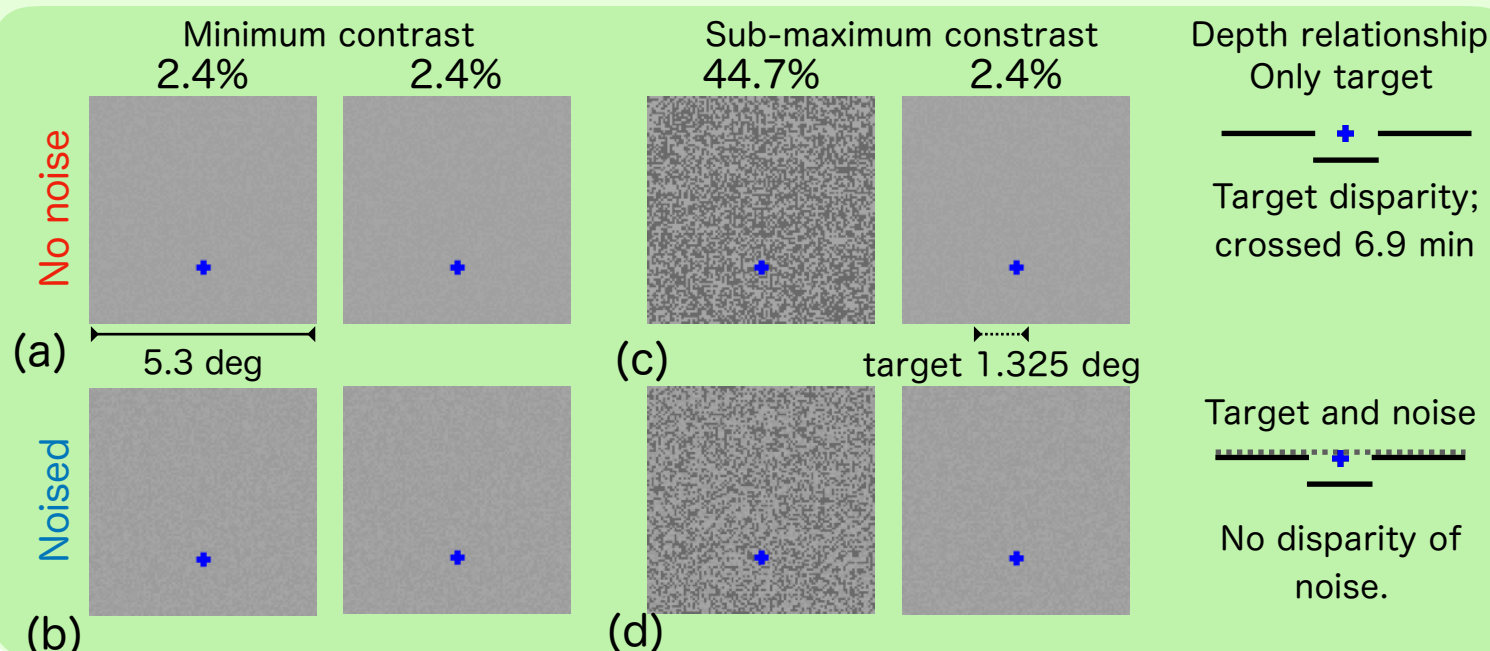 Minimum contrast
2.4% 2.4%
Sub-maximum constrast
44.7% 2.4%
Depth relationship
Only target
No noise
Target disparity;
crossed 6.9 min
(a)
5.3 deg
(c)
target 1.325 deg
Noised
Target and noise
No disparity of
noise.
(b)
(d)